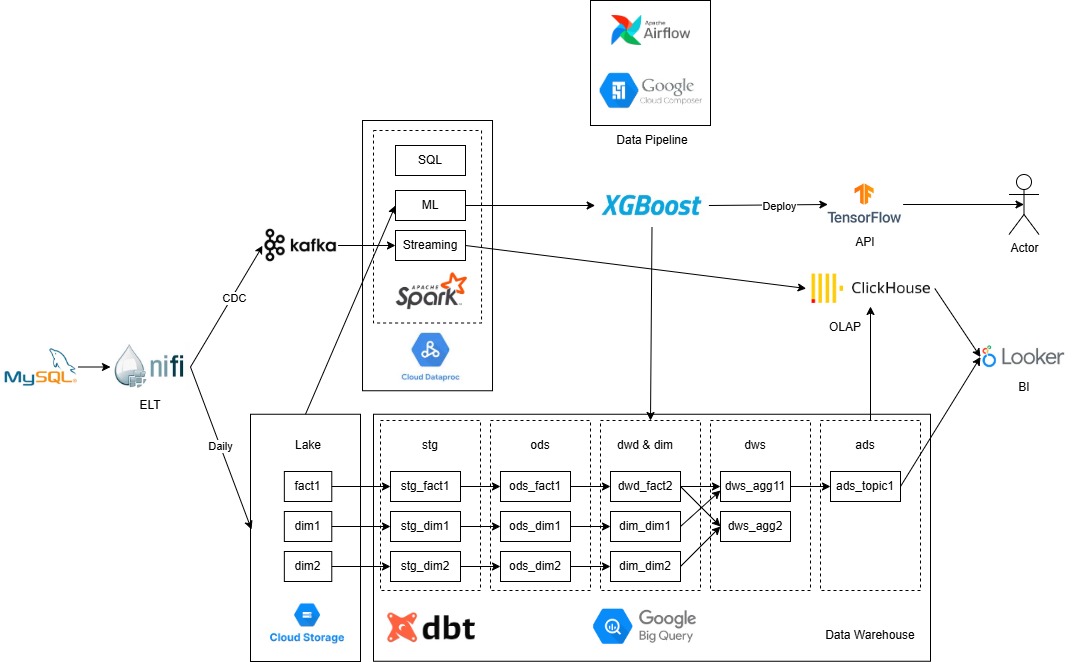 APACHE
Airflow
Google
Cloud Composer
Data Pipeline
SQL
ML
Streaming
APACHE
Spark
Cloud Dataproc
XGBoost
Deploy
TensorFlow
API
Actor
kafka
CDC
ClickHouse
OLAP
MySQL
nifi
ELT
Looker
BI
Daily
Lake
fact1
dim1
dim2
Cloud Storage
stg
ods
dwd & dim
dws
ads
stg_fact1
ods_fact1
dwd_fact2
dws_agg11
ads_topic1
stg_dim1
ods_dim1
dim_dim1
dws_agg2
stg_dim2
ods_dim2
dim_dim2
dbt
Google
Big Query
Data Warehouse